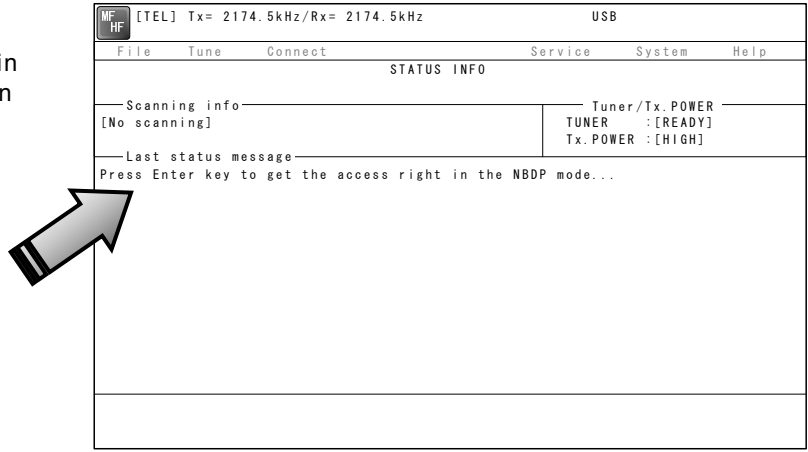 MF HF [TEL] Tx= 2174.5kHz/Rx= 2174.5kHz USB
File Tune Connect Service System Help
STATUS INFO
Scanning info
[No scanning]
Tuner/Tx.POWER
TUNER :[READY]
Tx.POWER :[HIGH]
Last status message
Press Enter key to get the access right in the NBDP mode...